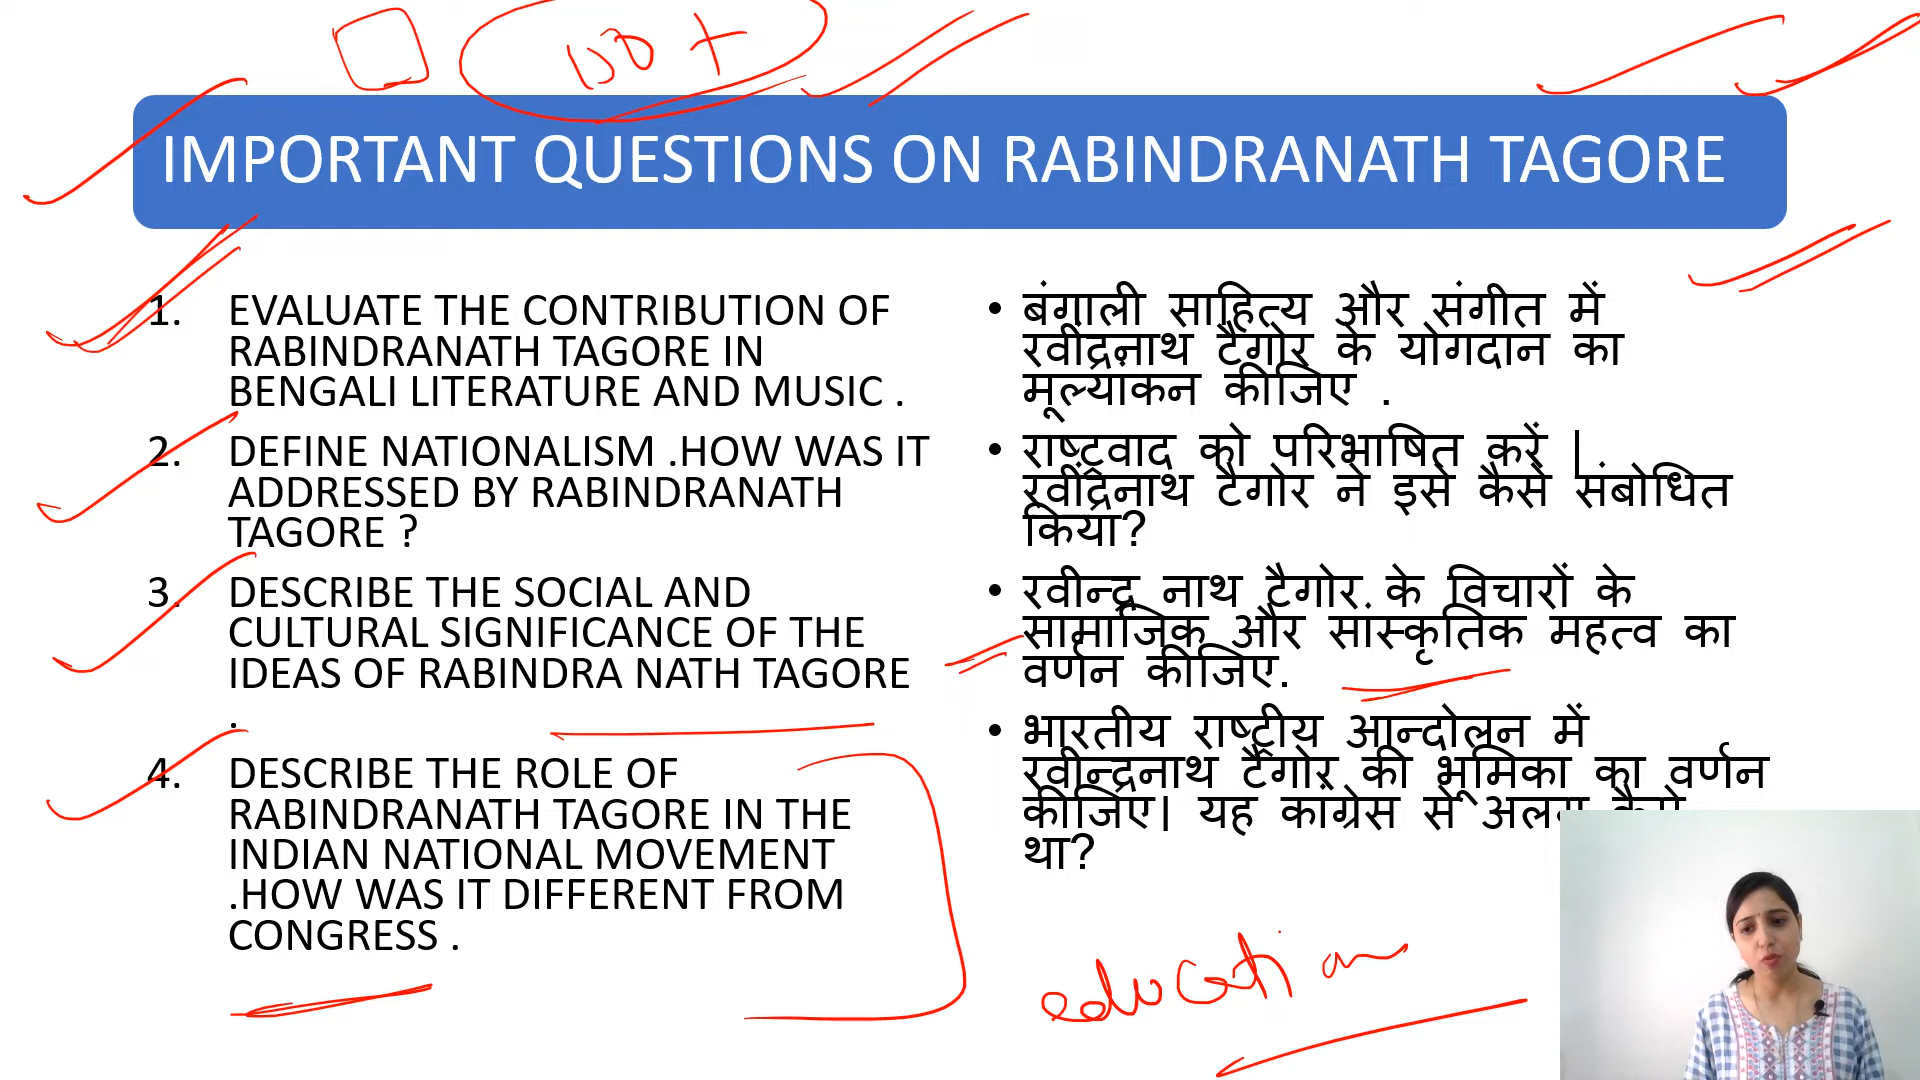 100 +
IMPORTANT QUESTIONS ON RABINDRANATH TAGORE
1. EVALUATE THE CONTRIBUTION OF
RABINDRANATH TAGORE IN
BENGALI LITERATURE AND MUSIC .
2. DEFINE NATIONALISM .HOW WAS IT
ADDRESSED BY RABINDRANATH
TAGORE ?
3. DESCRIBE THE SOCIAL AND
CULTURAL SIGNIFICANCE OF THE
IDEAS OF RABINDRA NATH TAGORE
.
4. DESCRIBE THE ROLE OF
RABINDRANATH TAGORE IN THE
INDIAN NATIONAL MOVEMENT
.HOW WAS IT DIFFERENT FROM
CONGRESS .
• बंगाली साहित्य और संगीत में
रवींद्रनाथ टैगोर के योगदान का
मूल्यांकन कीजिए .
• राष्ट्रवाद को परिभाषित करें |
रवींद्रनाथ टैगोर ने इसे कैसे संबोधित
किया?
• रवीन्द्र नाथ टैगोर के विचारों के
सामाजिक और सांस्कृतिक महत्व का
वर्णन कीजिए.
• भारतीय राष्ट्रीय आन्दोलन में
रवीन्द्रनाथ टैगोर की भूमिका का वर्णन
कीजिए। यह कांग्रेस से
था?
education